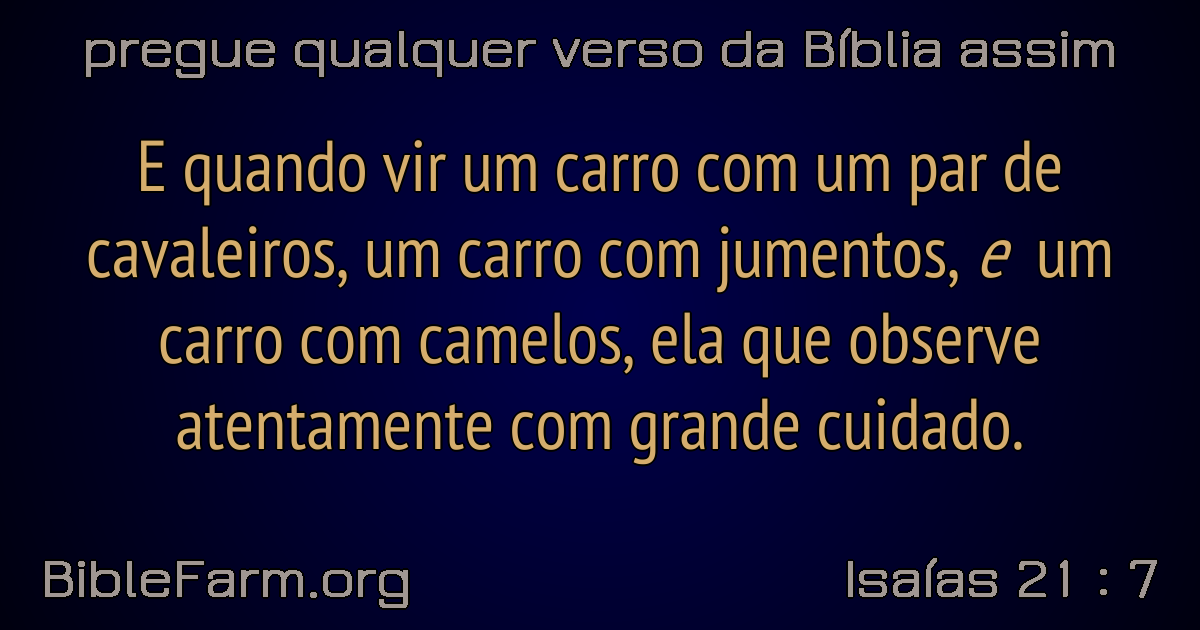 pregue qualquer verso da Bíblia assim
E quando vir um carro com um par de
cavaleiros, um carro com jumentos, e um
carro com camelos, ela que observe
atentamente com grande cuidado.
BibleFarm.org
Isaías 21 : 7